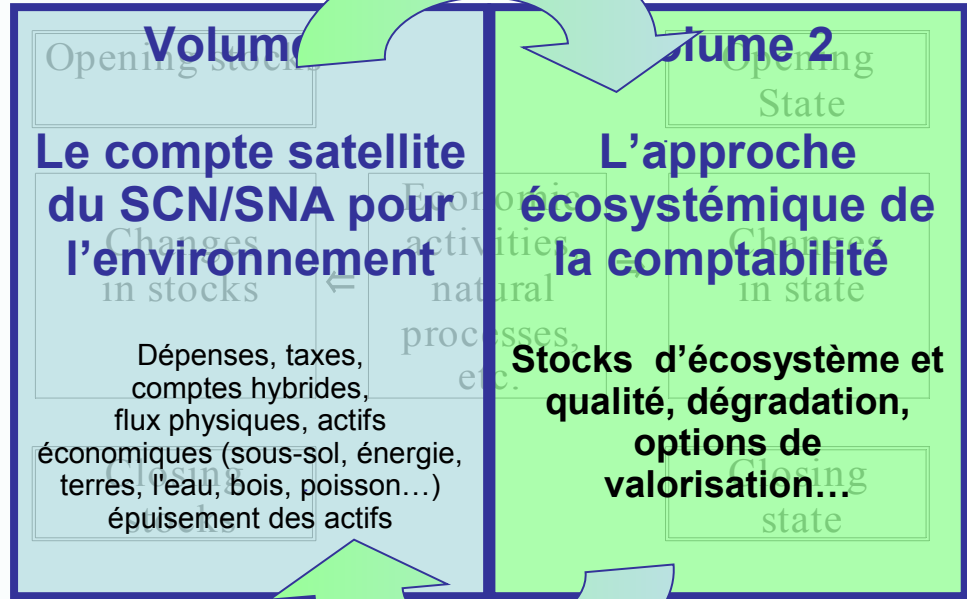 Volume
Le compte satellite
du SCN/SNA pour
l’environnement
Dépenses, taxes,
comptes hybrides,
flux physiques, actifs
économiques (sous-sol, énergie,
terres, l’eau, bois, poisson…)
épuisement des actifs
olume 2
L’approche
écosystémique de
la comptabilité
Stocks d’écosystème et
qualité, dégradation,
options de
valorisation…
Opening stocks
Changes
in stocks
⇐
Economic
activities,
natural
processes,
etc.
⇒
Opening
State
Changes
in state
Closing
stocks
Closing
state